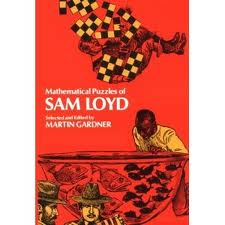 Mathematical Puzzles of
SAM LOYD
Selected and Edited by
MARTIN GARDNER